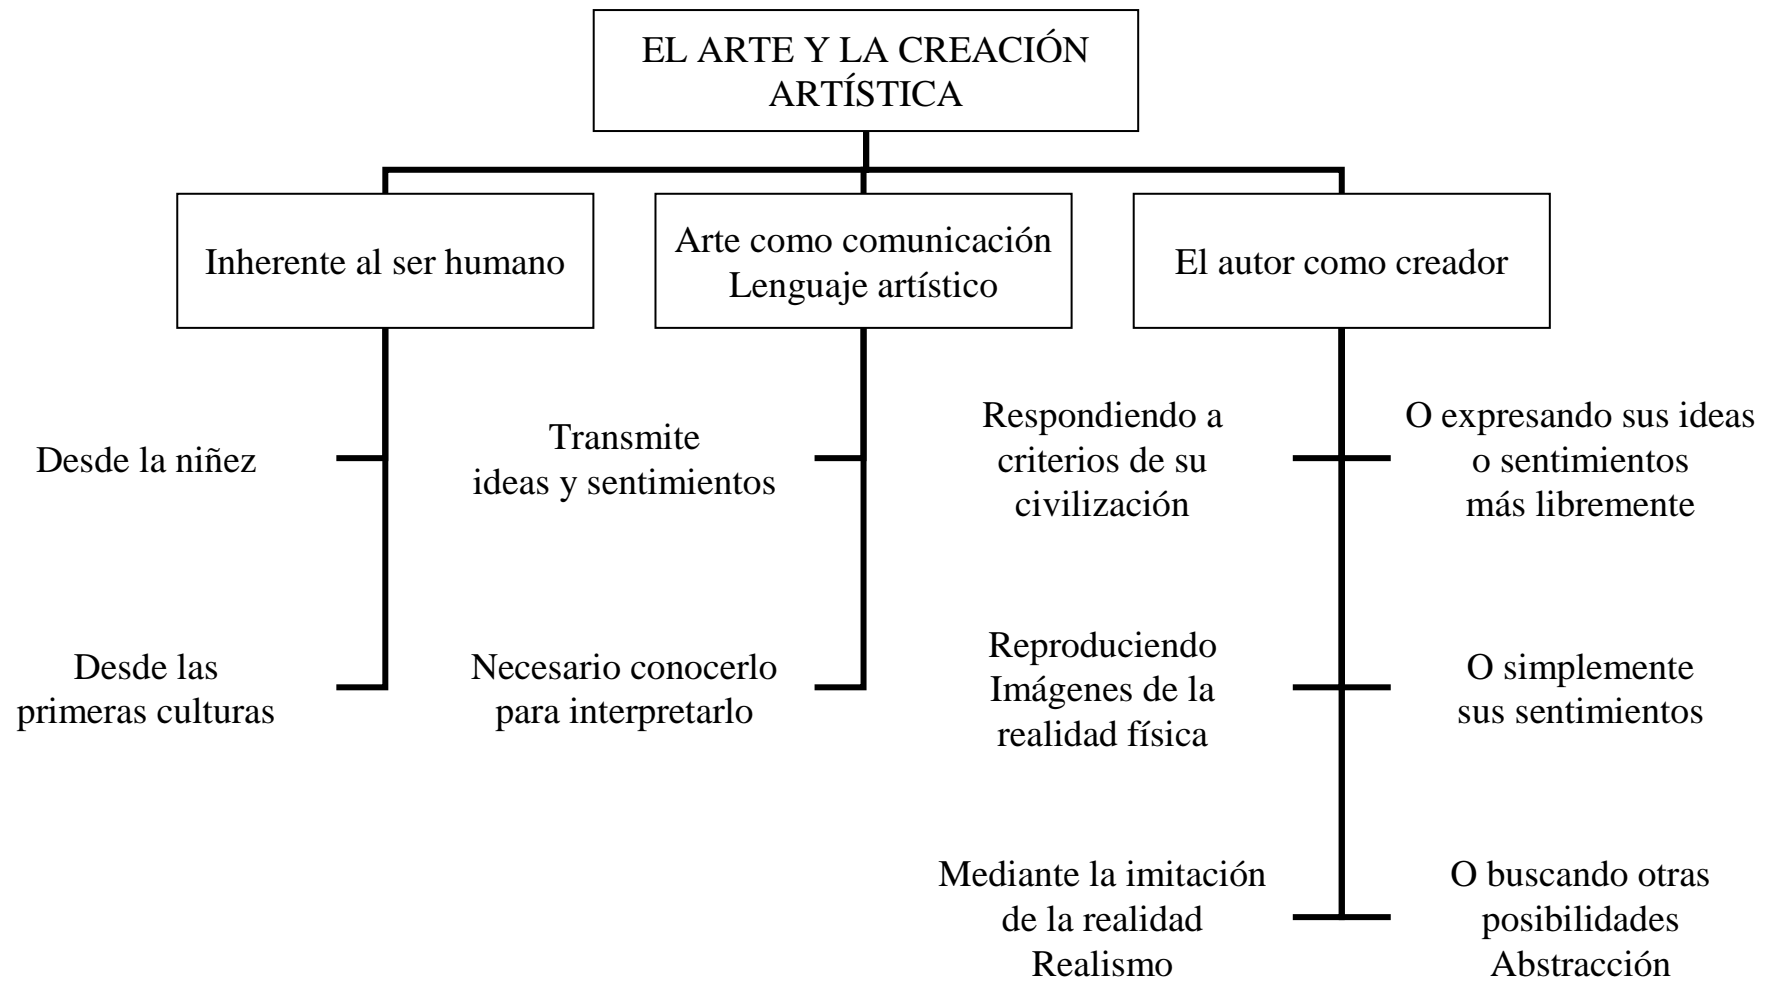 EL ARTE Y LA CREACIÓN
ARTÍSTICA
Inherente al ser humano
Arte como comunicación
Lenguaje artístico
El autor como creador
Desde la niñez
Desde las
primeras culturas
Transmite
ideas y sentimientos
Necesario conocerlo
para interpretarlo
Respondiendo a
criterios de su
civilización
O expresando sus ideas
o sentimientos
más libremente
Reproduciendo
Imágenes de la
realidad física
O simplemente
sus sentimientos
Mediante la imitación
de la realidad
Realismo
O buscando otras
posibilidades
Abstracción